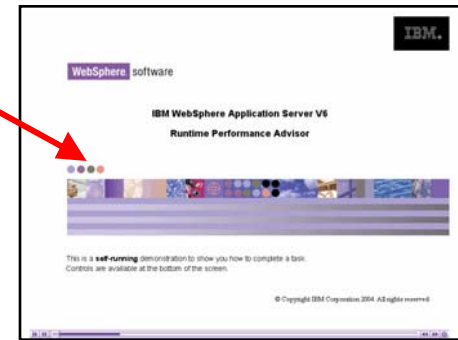 IBM.
WebSphere software
IBM WebSphere Application Server V6
Runtime Performance Advisor
This is a self-running demonstration to show you how to complete a task.
Controls are available at the bottom of the screen.
© Copyright IBM Corporation 2004. All rights reserved.